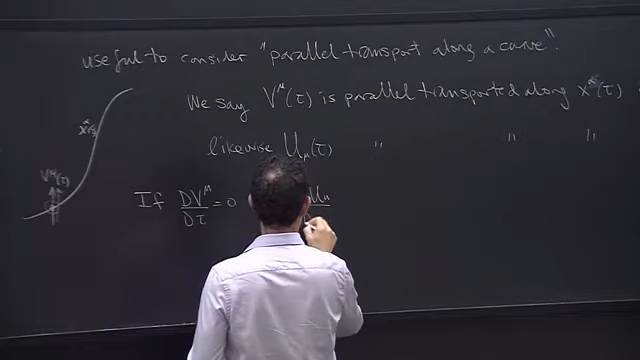 useful to consider "parallel transport along a curve".
We say V^μ(τ) is parallel transported along x^α(τ)
likewise U_μ(τ) " " "
x^α(τ)
V^μ(τ)
If DV^μ/Dτ = 0 U_μ